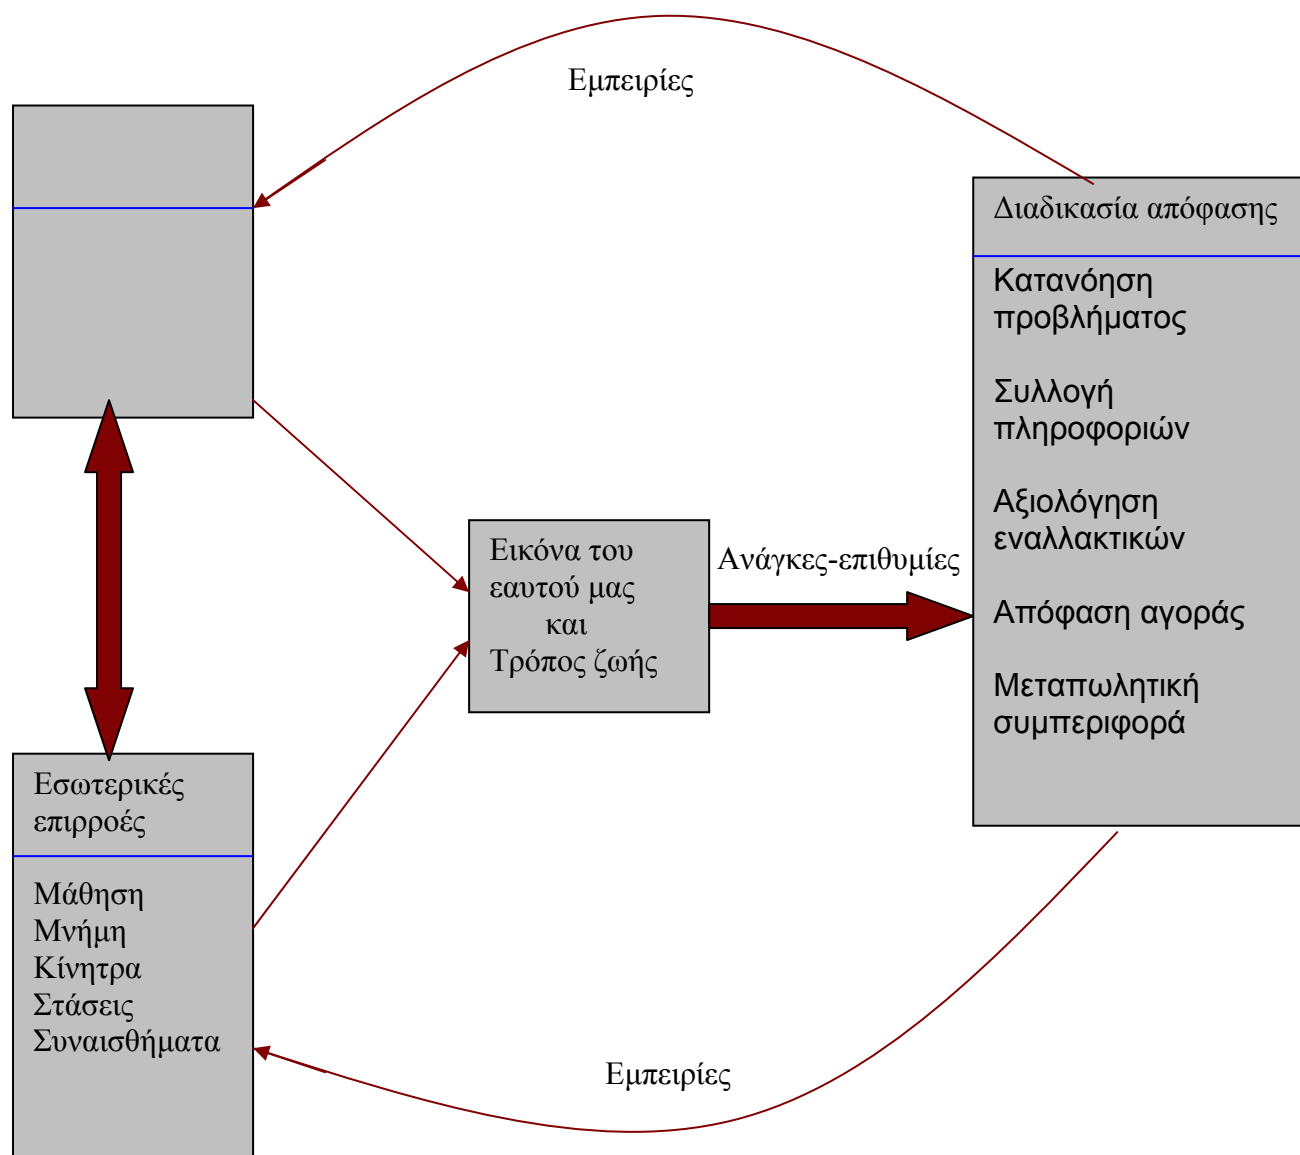 Εμπειρίες
Διαδικασία απόφασης
Κατανόηση
προβλήματος
Συλλογή
πληροφοριών
Αξιολόγηση
εναλλακτικών
Απόφαση αγοράς
Μεταπωλητική
συμπεριφορά
Εικόνα του
εαυτού μας
και
Τρόπος ζωής
Ανάγκες-επιθυμίες
Εσωτερικές
επιρροές
Μάθηση
Μνήμη
Κίνητρα
Στάσεις
Συναισθήματα
Εμπειρίες